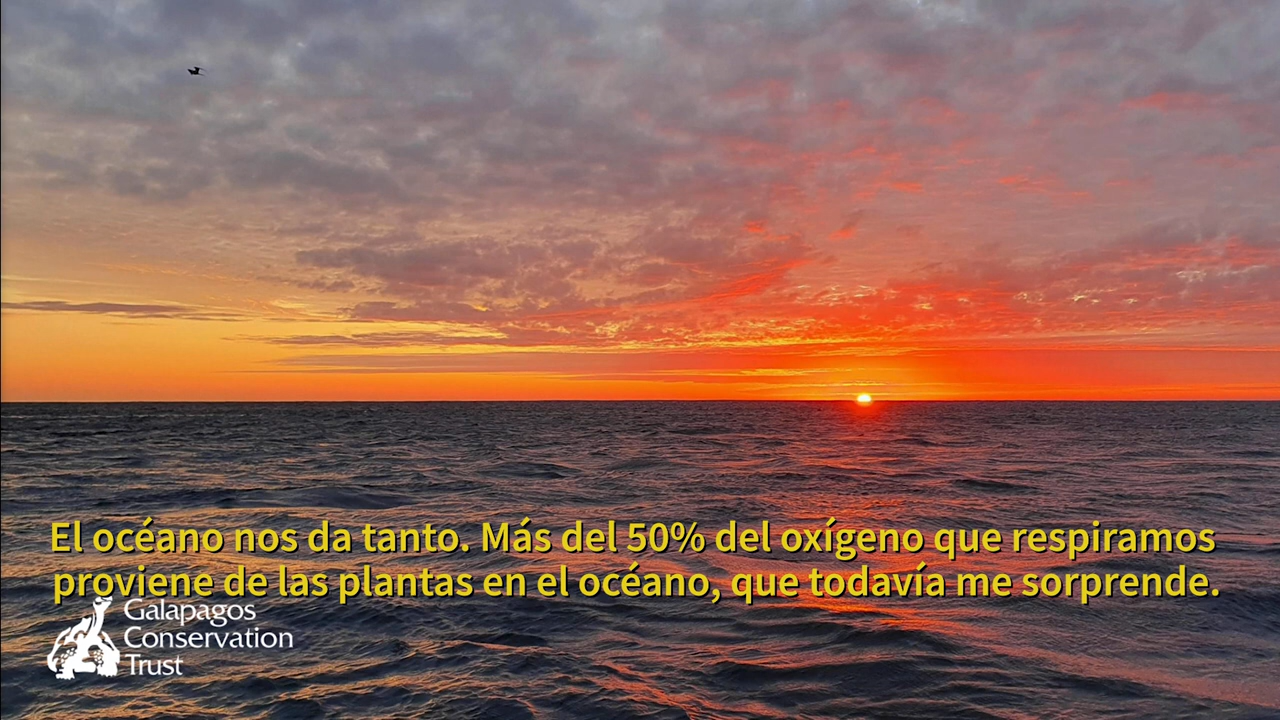 El océano nos da tanto. Más del 50% del oxígeno que respiramos
proviene de las plantas en el océano, que todavía me sorprende.
Galapagos
Conservation
Trust